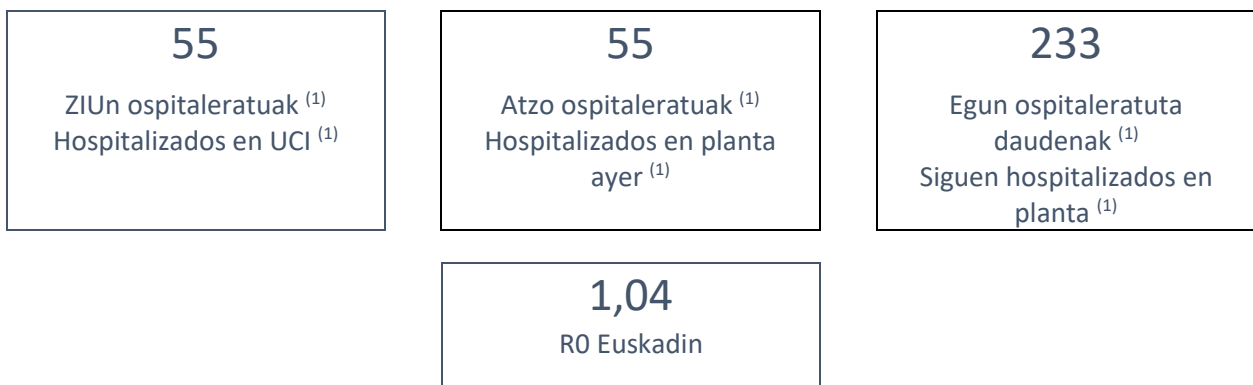 55
ZIUn ospitaleratuak (1)
Hospitalizados en UCI (1)
55
Atzo ospitaleratuak (1)
Hospitalizados en planta
ayer (1)
233
Egun ospitaleratuta
daudenak (1)
Siguen hospitalizados en
planta (1)
1,04
R0 Euskadin